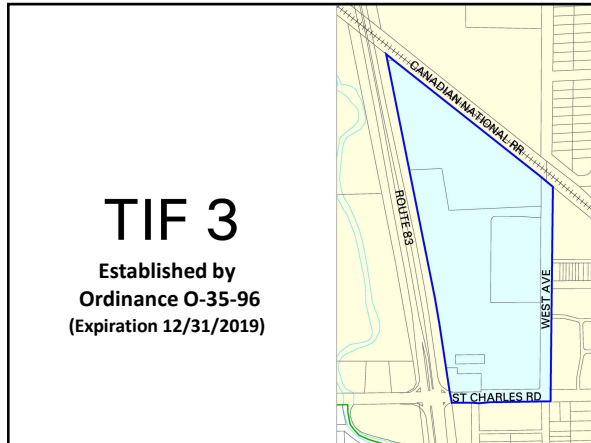 TIF 3
Established by
Ordinance O-35-96
(Expiration 12/31/2019)
CANADIAN NATIONAL RR
ROUTE 83
WEST AVE
ST CHARLES RD